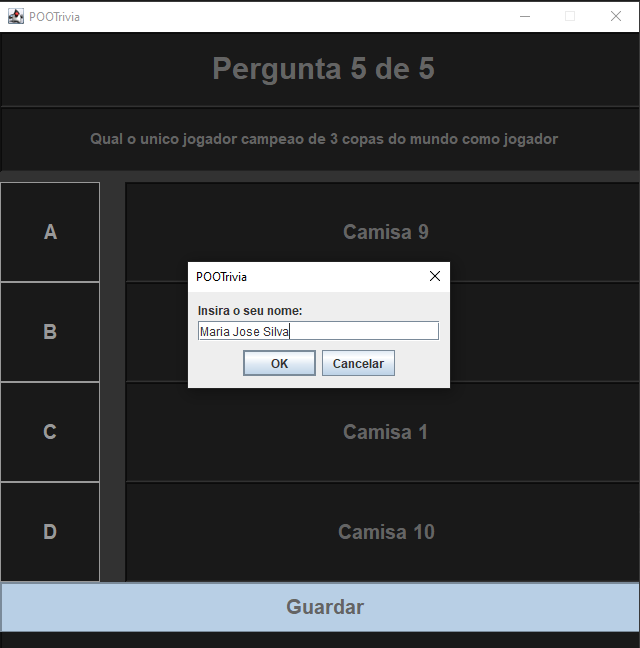 POOTrivia
Pergunta 5 de 5
Qual o unico jogador campeao de 3 copas do mundo como jogador
A
Camisa 9
POOTrivia
Insira o seu nome:
Maria Jose Silva
OK
Cancelar
B
C
Camisa 1
D
Camisa 10
Guardar